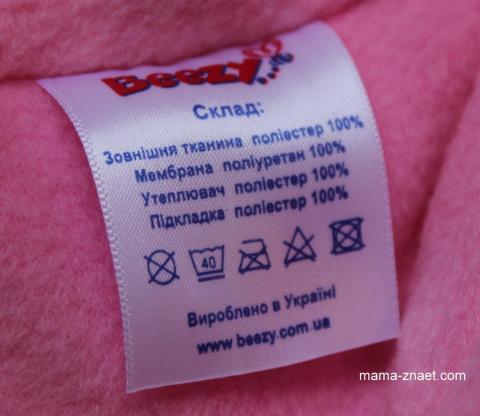 Beezy
Склад:
Зовнішня тканина поліестер 100%
Мембрана поліуретан 100%
Утеплювач поліестер 100%
Підкладка поліестер 100%
40
Вироблено в Україні
www.beezy.com.ua
mama-znaet.com